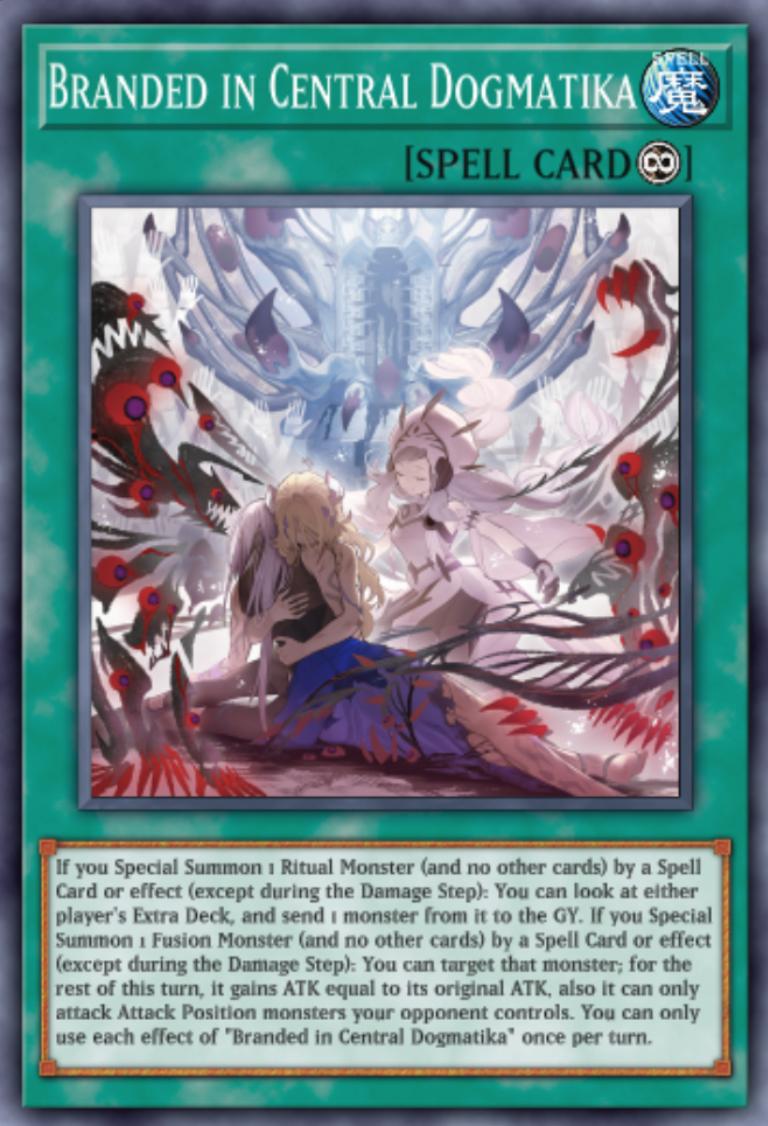 BRANDED IN CENTRAL DOGMATIKA
SPELL
魔
[SPELL CARD ]
If you Special Summon 1 Ritual Monster (and no other cards) by a Spell
Card or effect (except during the Damage Step): You can look at either
player's Extra Deck, and send 1 monster from it to the GY. If you Special
Summon 1 Fusion Monster (and no other cards) by a Spell Card or effect
(except during the Damage Step): You can target that monster; for the
rest of this turn, it gains ATK equal to its original ATK, also it can only
attack Attack Position monsters your opponent controls. You can only
use each effect of "Branded in Central Dogmatika" once per turn.